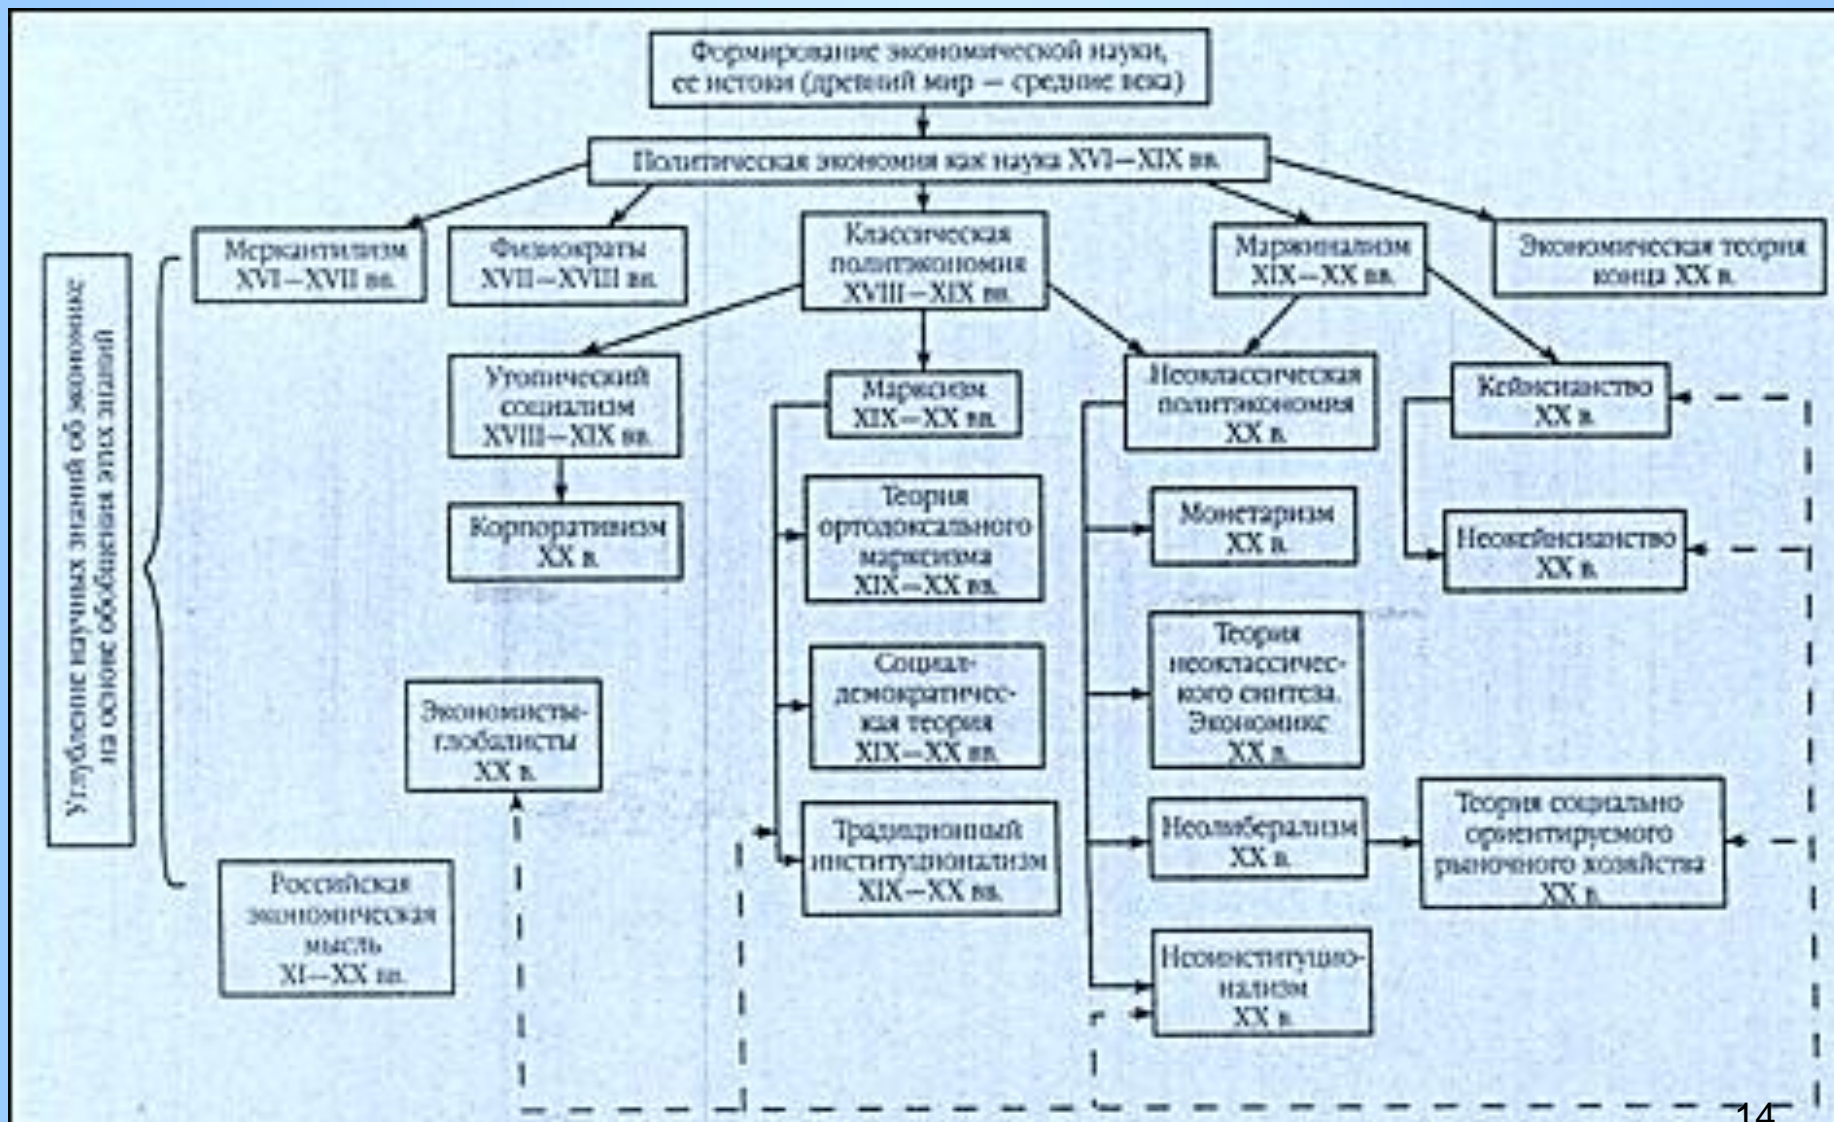 Формирование экономической науки,
ее истоки (древний мир — средние века)
Политическая экономия как наука XVI—XIX вв.
Меркантилизм
XVI—XVII вв.
Физиократы
XVII—XVIII вв.
Классическая
политэкономия
XVIII—XIX вв.
Маржинализм
XIX—XX вв.
Экономическая теория
конца XX в.
Углубление научных знаний об экономике
на основе обобщения этих знаний
Утопический
социализм
XVIII—XIX вв.
Марксизм
XIX—XX вв.
Неоклассическая
политэкономия
XX в.
Кейнсианство
XX в.
Корпоративизм
XX в.
Теория
ортодоксального
марксизма
XIX—XX вв.
Монетаризм
XX в.
Неокейнсианство
XX в.
Экономисты-
глобалисты
XX в.
Социал-
демократичес-
кая теория
XIX—XX вв.
Теория
неоклассичес-
кого синтеза.
Экономикс
XX в.
Традиционный
институционализм
XIX—XX вв.
Неолиберализм
XX в.
Теория социально
ориентируемого
рыночного хозяйства
XX в.
Российская
экономическая
мысль
XI—XX вв.
Неоинституцио-
нализм
XX в.
14